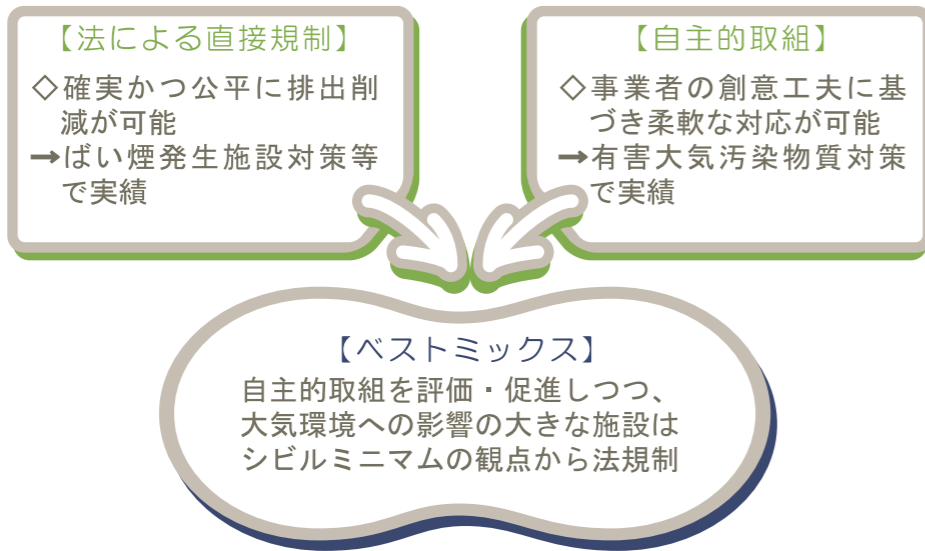 【法による直接規制】
◇確実かつ公平に排出削
減が可能
→ばい煙発生施設対策等
で実績
【自主的取組】
◇事業者の創意工夫に基
づき柔軟な対応が可能
→有害大気汚染物質対策
で実績
【ベストミックス】
自主的取組を評価・促進しつつ、
大気環境への影響の大きな施設は
シビルミニマムの観点から法規制